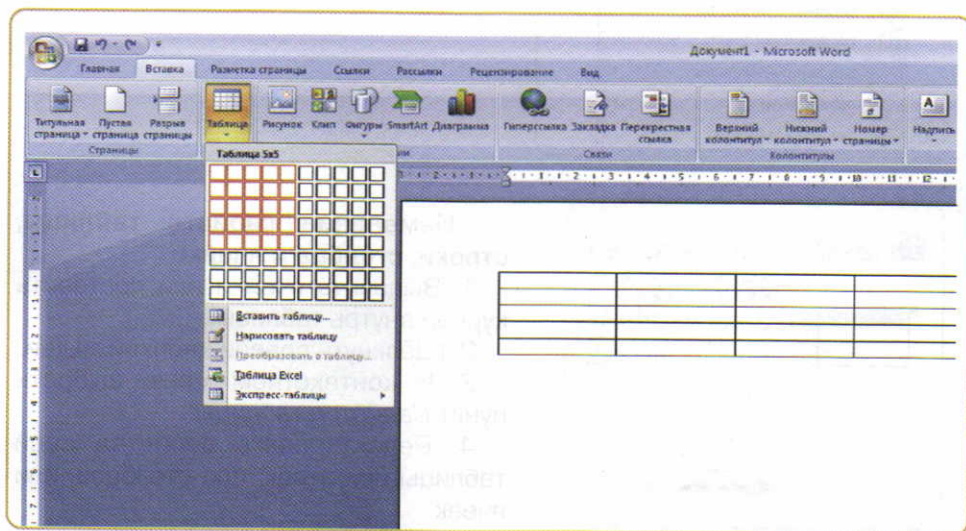 Документ1 - Microsoft Word
Главная Вставка Разметка страницы Ссылки Рассылки Рецензирование Вид
Титульная страница Пустая страница Разрыв страницы Таблица Рисунок Клип Фигуры SmartArt Диаграмма Гиперссылка Закладка Перекрестная ссылка Верхний колонтитул Нижний колонтитул Номер страницы Надпись
Страницы Связи Колонтитулы
Таблица 5x5
Вставить таблицу...
Нарисовать таблицу
Преобразовать в таблицу...
Таблица Excel
Экспресс-таблицы